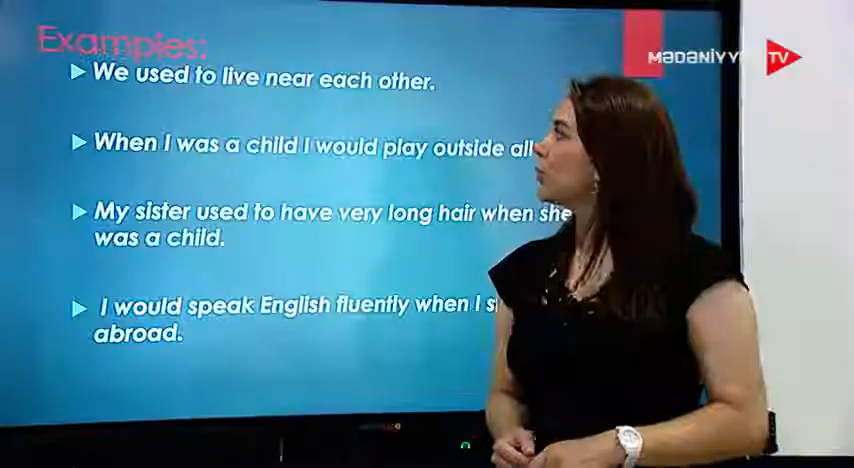 Examples:
MƏDƏNİYY TV
We used to live near each other.
When I was a child I would play outside all
My sister used to have very long hair when she
was a child.
I would speak English fluently when I
abroad.